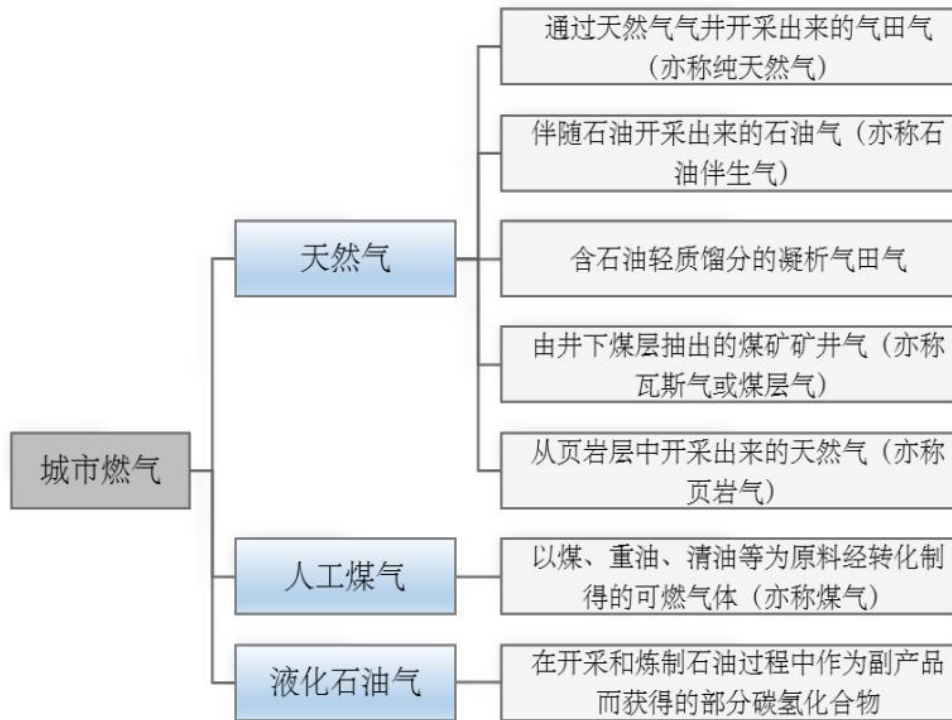 通过天然气气井开采出来的气田气
（亦称纯天然气）
伴随石油开采出来的石油气（亦称石
油伴生气）
天然气
含石油轻质馏分的凝析气田气
由井下煤层抽出的煤矿矿井气（亦称
瓦斯气或煤层气）
城市燃气
从页岩层中开采出来的天然气（亦称
页岩气）
人工煤气
以煤、重油、清油等为原料经转化制
得的可燃气体（亦称煤气）
液化石油气
在开采和炼制石油过程中作为副产品
而获得的部分碳氢化合物